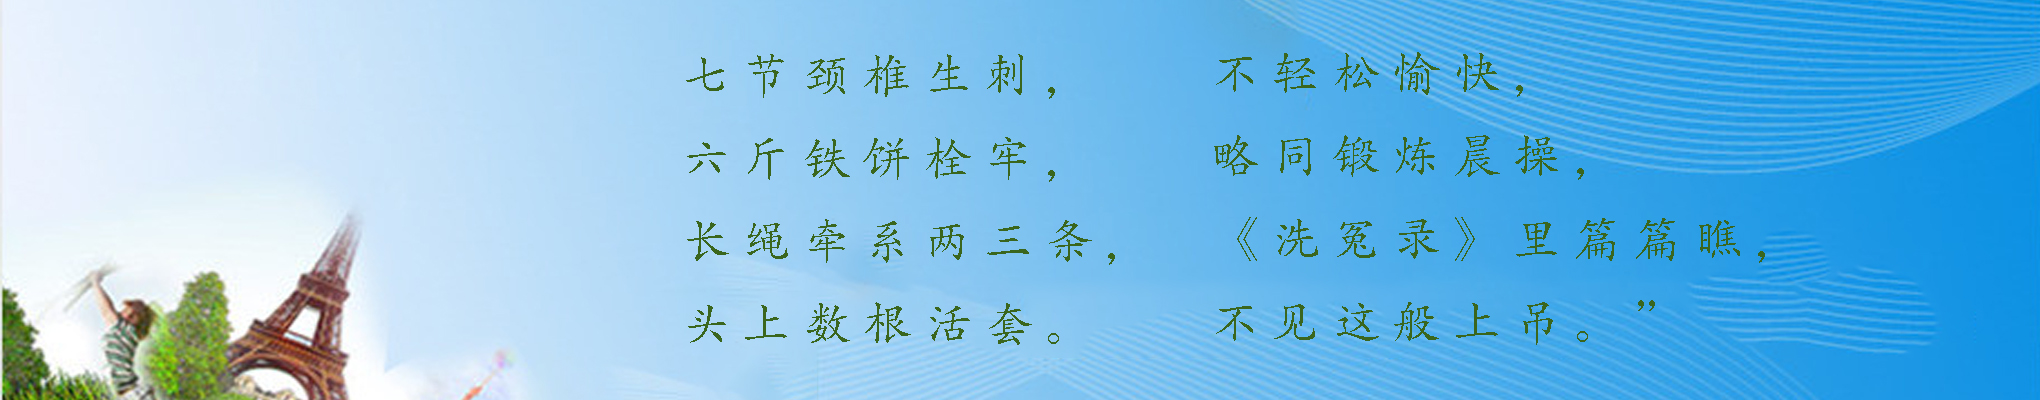 七节颈椎生刺，
六斤铁饼栓牢，
长绳牵系两三条，
头上数根活套。
不轻松愉快，
略同锻炼晨操，
《洗冤录》里篇篇瞧，
不见这般上吊。”